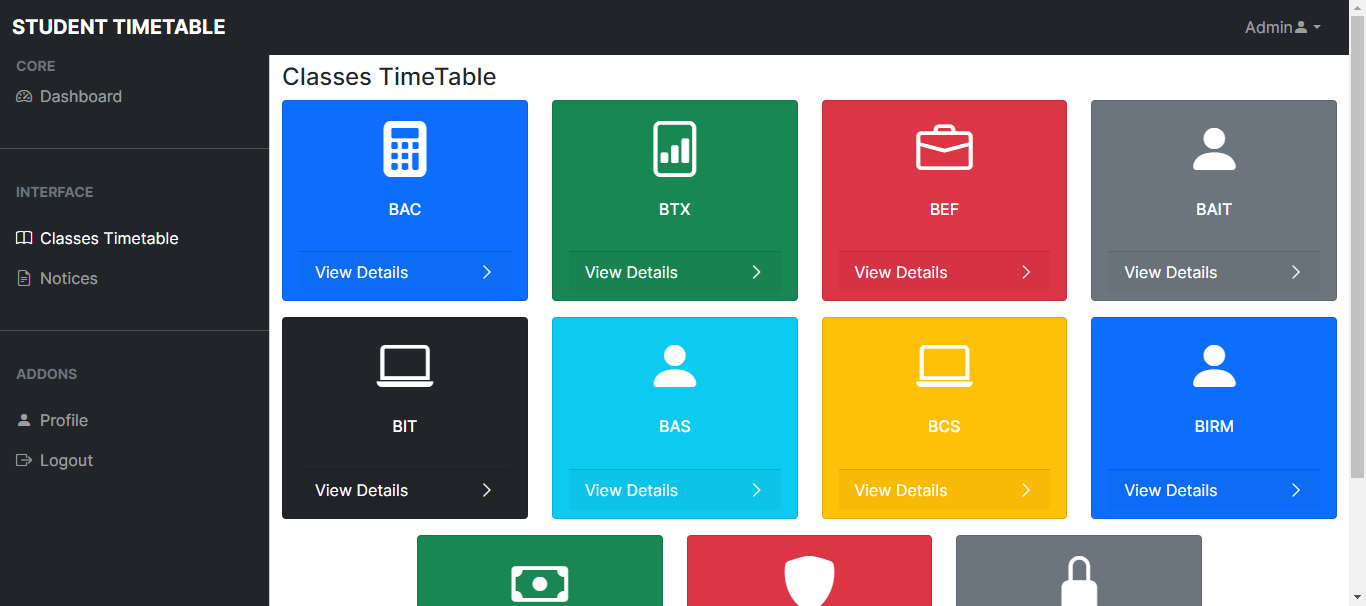 STUDENT TIMETABLE
Admin
CORE
Dashboard
INTERFACE
Classes Timetable
Notices
ADDONS
Profile
Logout
Classes TimeTable
BAC
View Details
BTX
View Details
BEF
View Details
BAIT
View Details
BIT
View Details
BAS
View Details
BCS
View Details
BIRM
View Details